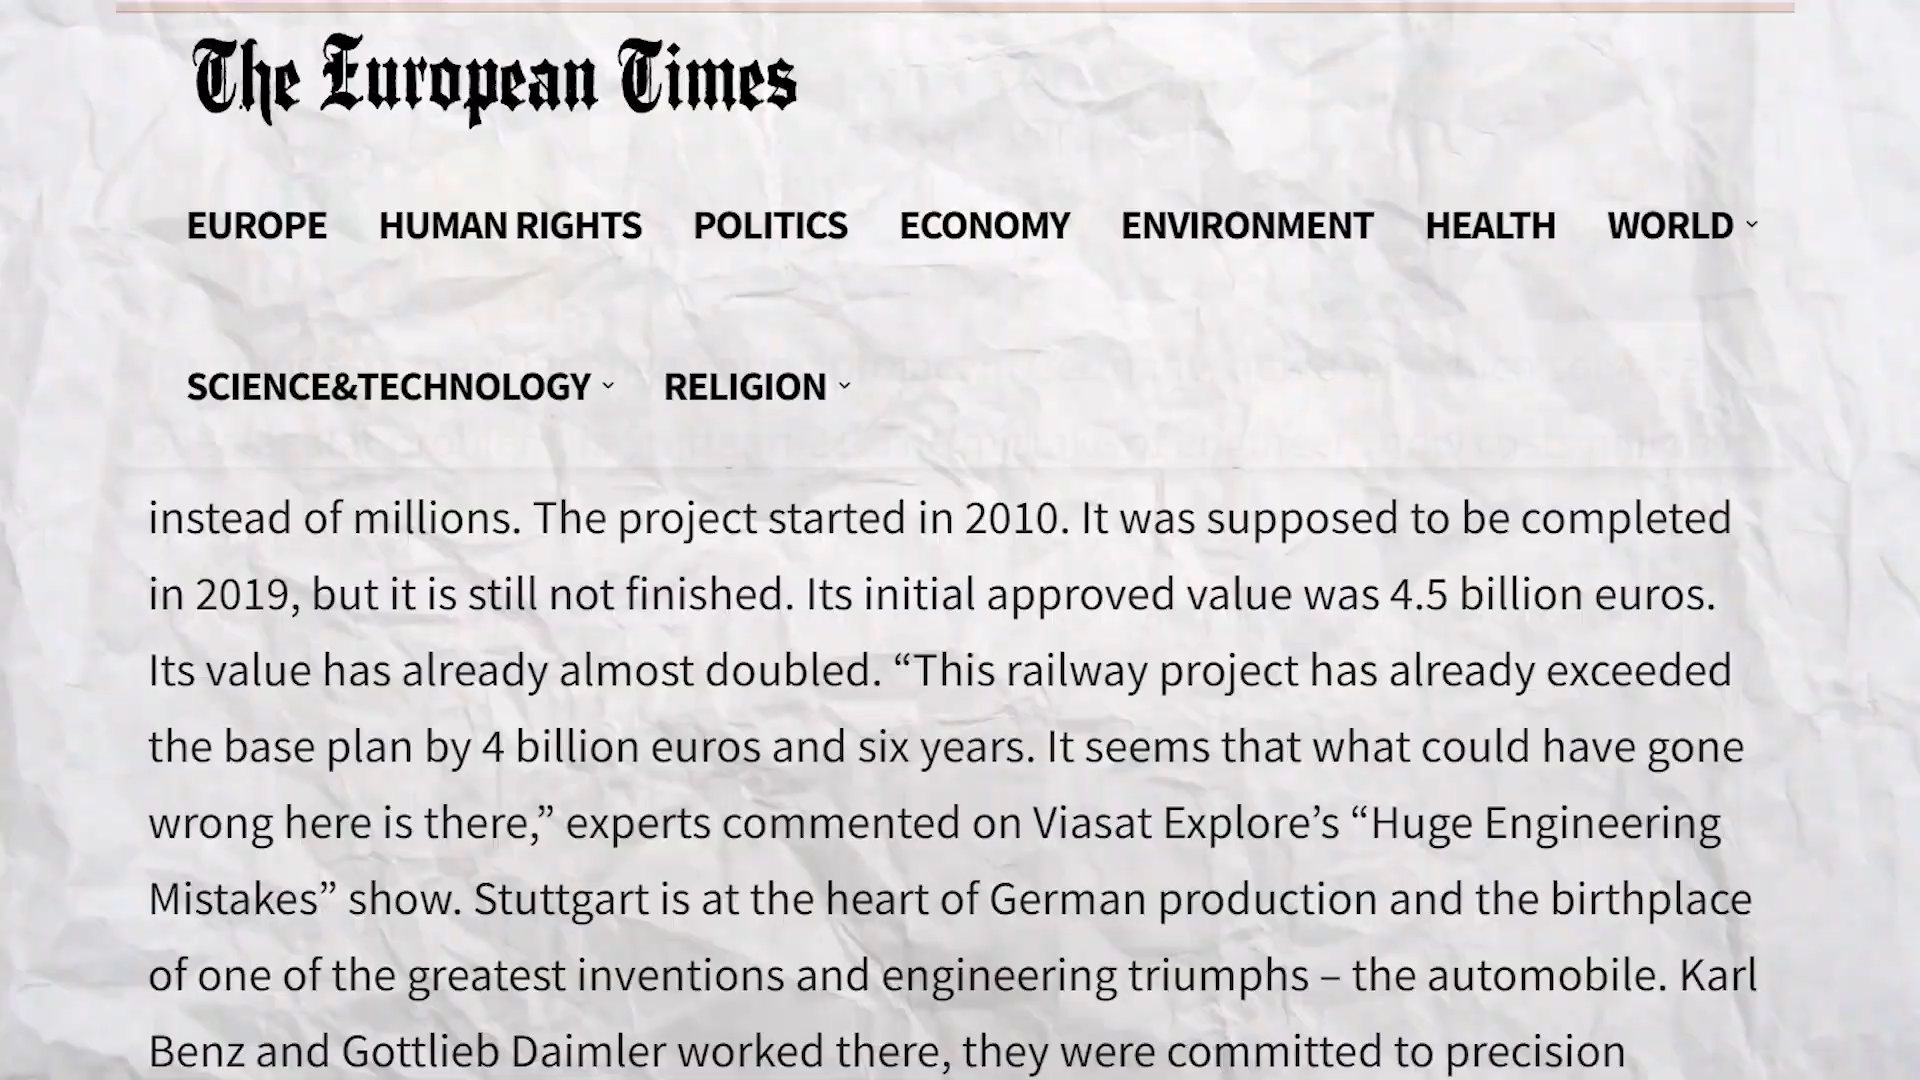 The European Times
EUROPE HUMAN RIGHTS POLITICS ECONOMY ENVIRONMENT HEALTH WORLD
SCIENCE&TECHNOLOGY RELIGION
instead of millions. The project started in 2010. It was supposed to be completed
in 2019, but it is still not finished. Its initial approved value was 4.5 billion euros.
Its value has already almost doubled. “This railway project has already exceeded
the base plan by 4 billion euros and six years. It seems that what could have gone
wrong here is there,” experts commented on Viasat Explore’s “Huge Engineering
Mistakes” show. Stuttgart is at the heart of German production and the birthplace
of one of the greatest inventions and engineering triumphs – the automobile. Karl
Benz and Gottlieb Daimler worked there, they were committed to precision